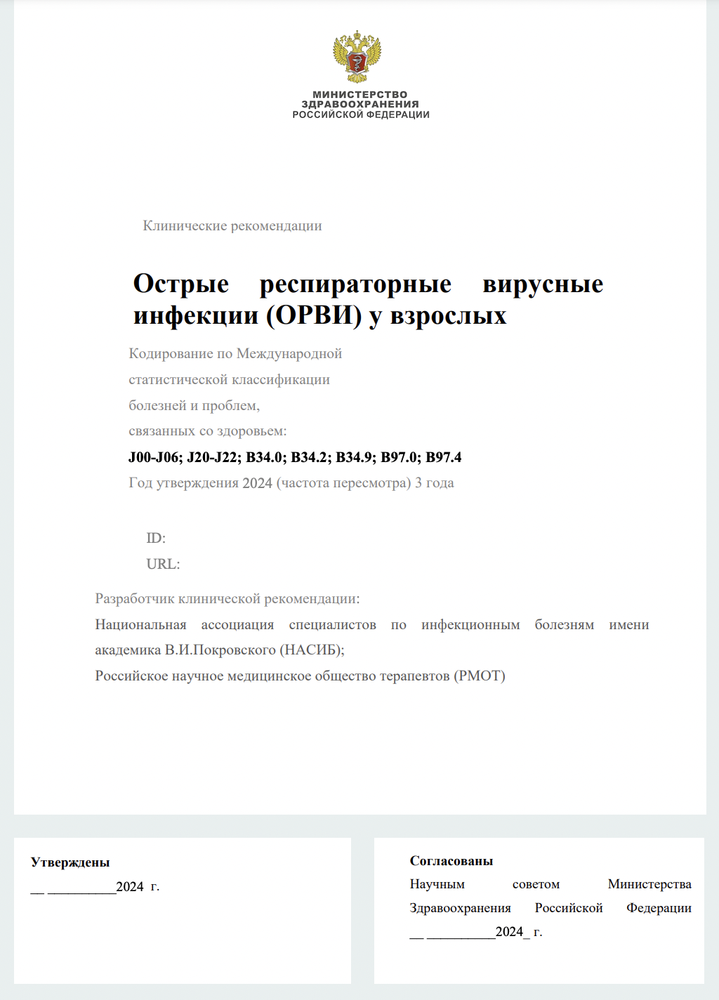 МИНИСТЕРСТВО
ЗДРАВООХРАНЕНИЯ
РОССИЙСКОЙ ФЕДЕРАЦИИ
Клинические рекомендации
Острые респираторные вирусные
инфекции (ОРВИ) у взрослых
Кодирование по Международной
статистической классификации
болезней и проблем,
связанных со здоровьем:
J00-J06; J20-J22; B34.0; B34.2; B34.9; B97.0; B97.4
Год утверждения 2024 (частота пересмотра) 3 года
ID:
URL:
Разработчик клинической рекомендации:
Национальная ассоциация специалистов по инфекционным болезням имени
академика В.И.Покровского (НАСИБ);
Российское научное медицинское общество терапевтов (РМОТ)
Утверждены
__ __________2024 г.
Согласованы
Научным советом Министерства
Здравоохранения Российской Федерации
__ __________2024_ г.